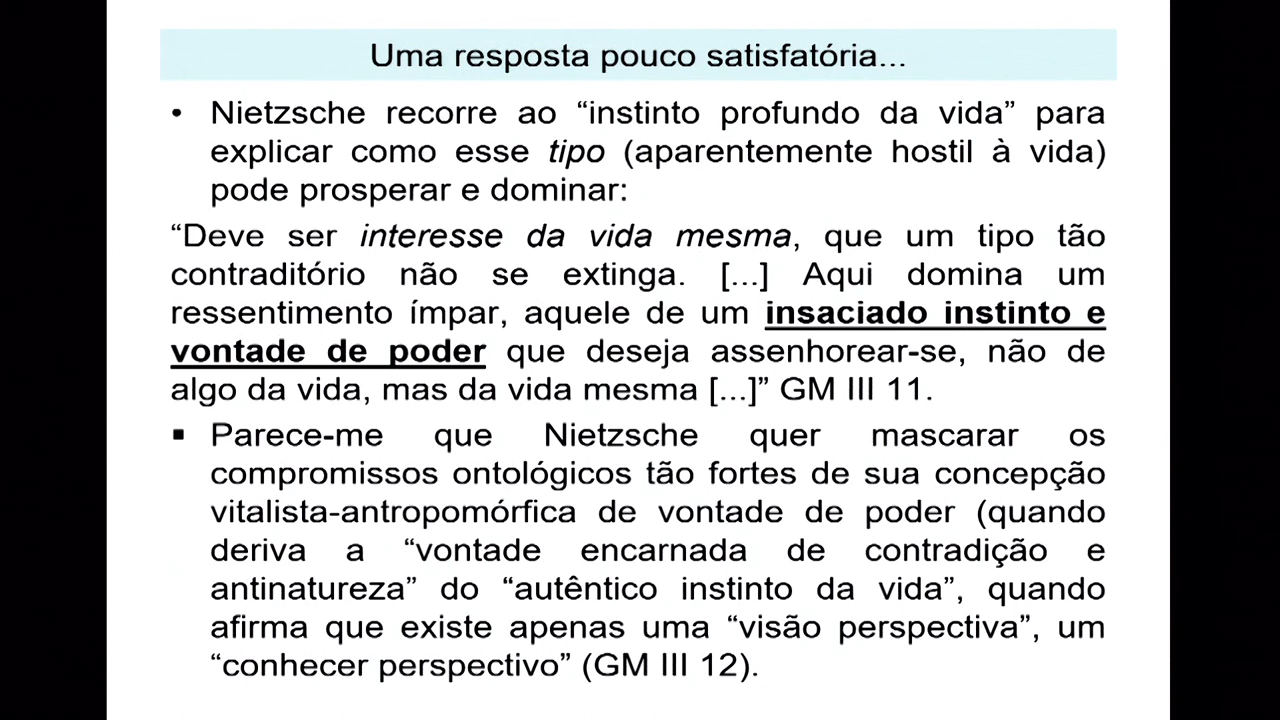 Uma resposta pouco satisfatória...
• Nietzsche recorre ao “instinto profundo da vida” para
explicar como esse tipo (aparentemente hostil à vida)
pode prosperar e dominar:
“Deve ser interesse da vida mesma, que um tipo tão
contraditório não se extinga. [...] Aqui domina um
ressentimento ímpar, aquele de um insaciado instinto e
vontade de poder que deseja assenhorear-se, não de
algo da vida, mas da vida mesma [...]” GM III 11.
▪ Parece-me que Nietzsche quer mascarar os
compromissos ontológicos tão fortes de sua concepção
vitalista-antropomórfica de vontade de poder (quando
deriva a “vontade encarnada de contradição e
antinatureza” do “autêntico instinto da vida”, quando
afirma que existe apenas uma “visão perspectiva”, um
“conhecer perspectivo” (GM III 12).